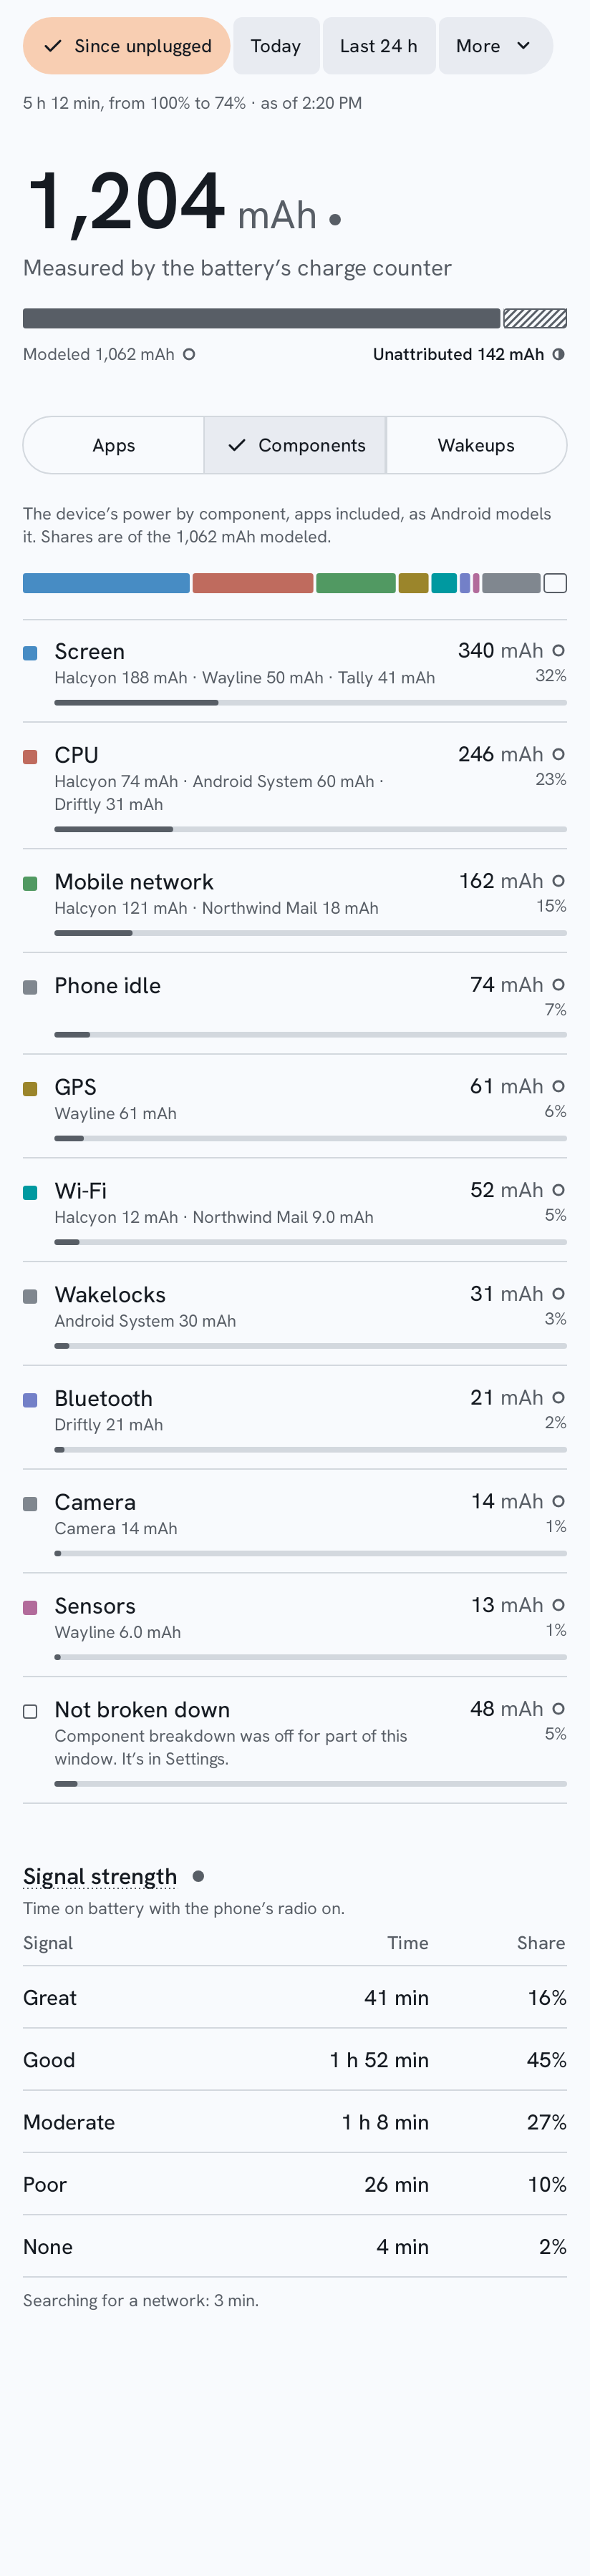 Since unplugged
Today
Last 24 h
More
5 h 12 min, from 100% to 74% · as of 2:20 PM
1,204 mAh
Measured by the battery’s charge counter
Modeled 1,062 mAh
Unattributed 142 mAh
Apps
Components
Wakeups
The device’s power by component, apps included, as Android models
it. Shares are of the 1,062 mAh modeled.
Screen
340 mAh
Halcyon 188 mAh · Wayline 50 mAh · Tally 41 mAh
32%
CPU
246 mAh
Halcyon 74 mAh · Android System 60 mAh ·
Driftly 31 mAh
23%
Mobile network
162 mAh
Halcyon 121 mAh · Northwind Mail 18 mAh
15%
Phone idle
74 mAh
7%
GPS
61 mAh
Wayline 61 mAh
6%
Wi-Fi
52 mAh
Halcyon 12 mAh · Northwind Mail 9.0 mAh
5%
Wakelocks
31 mAh
Android System 30 mAh
3%
Bluetooth
21 mAh
Driftly 21 mAh
2%
Camera
14 mAh
Camera 14 mAh
1%
Sensors
13 mAh
Wayline 6.0 mAh
1%
Not broken down
48 mAh
Component breakdown was off for part of this
window. It’s in Settings.
5%
Signal strength
Time on battery with the phone’s radio on.
Signal Time Share
Great 41 min 16%
Good 1 h 52 min 45%
Moderate 1 h 8 min 27%
Poor 26 min 10%
None 4 min 2%
Searching for a network: 3 min.